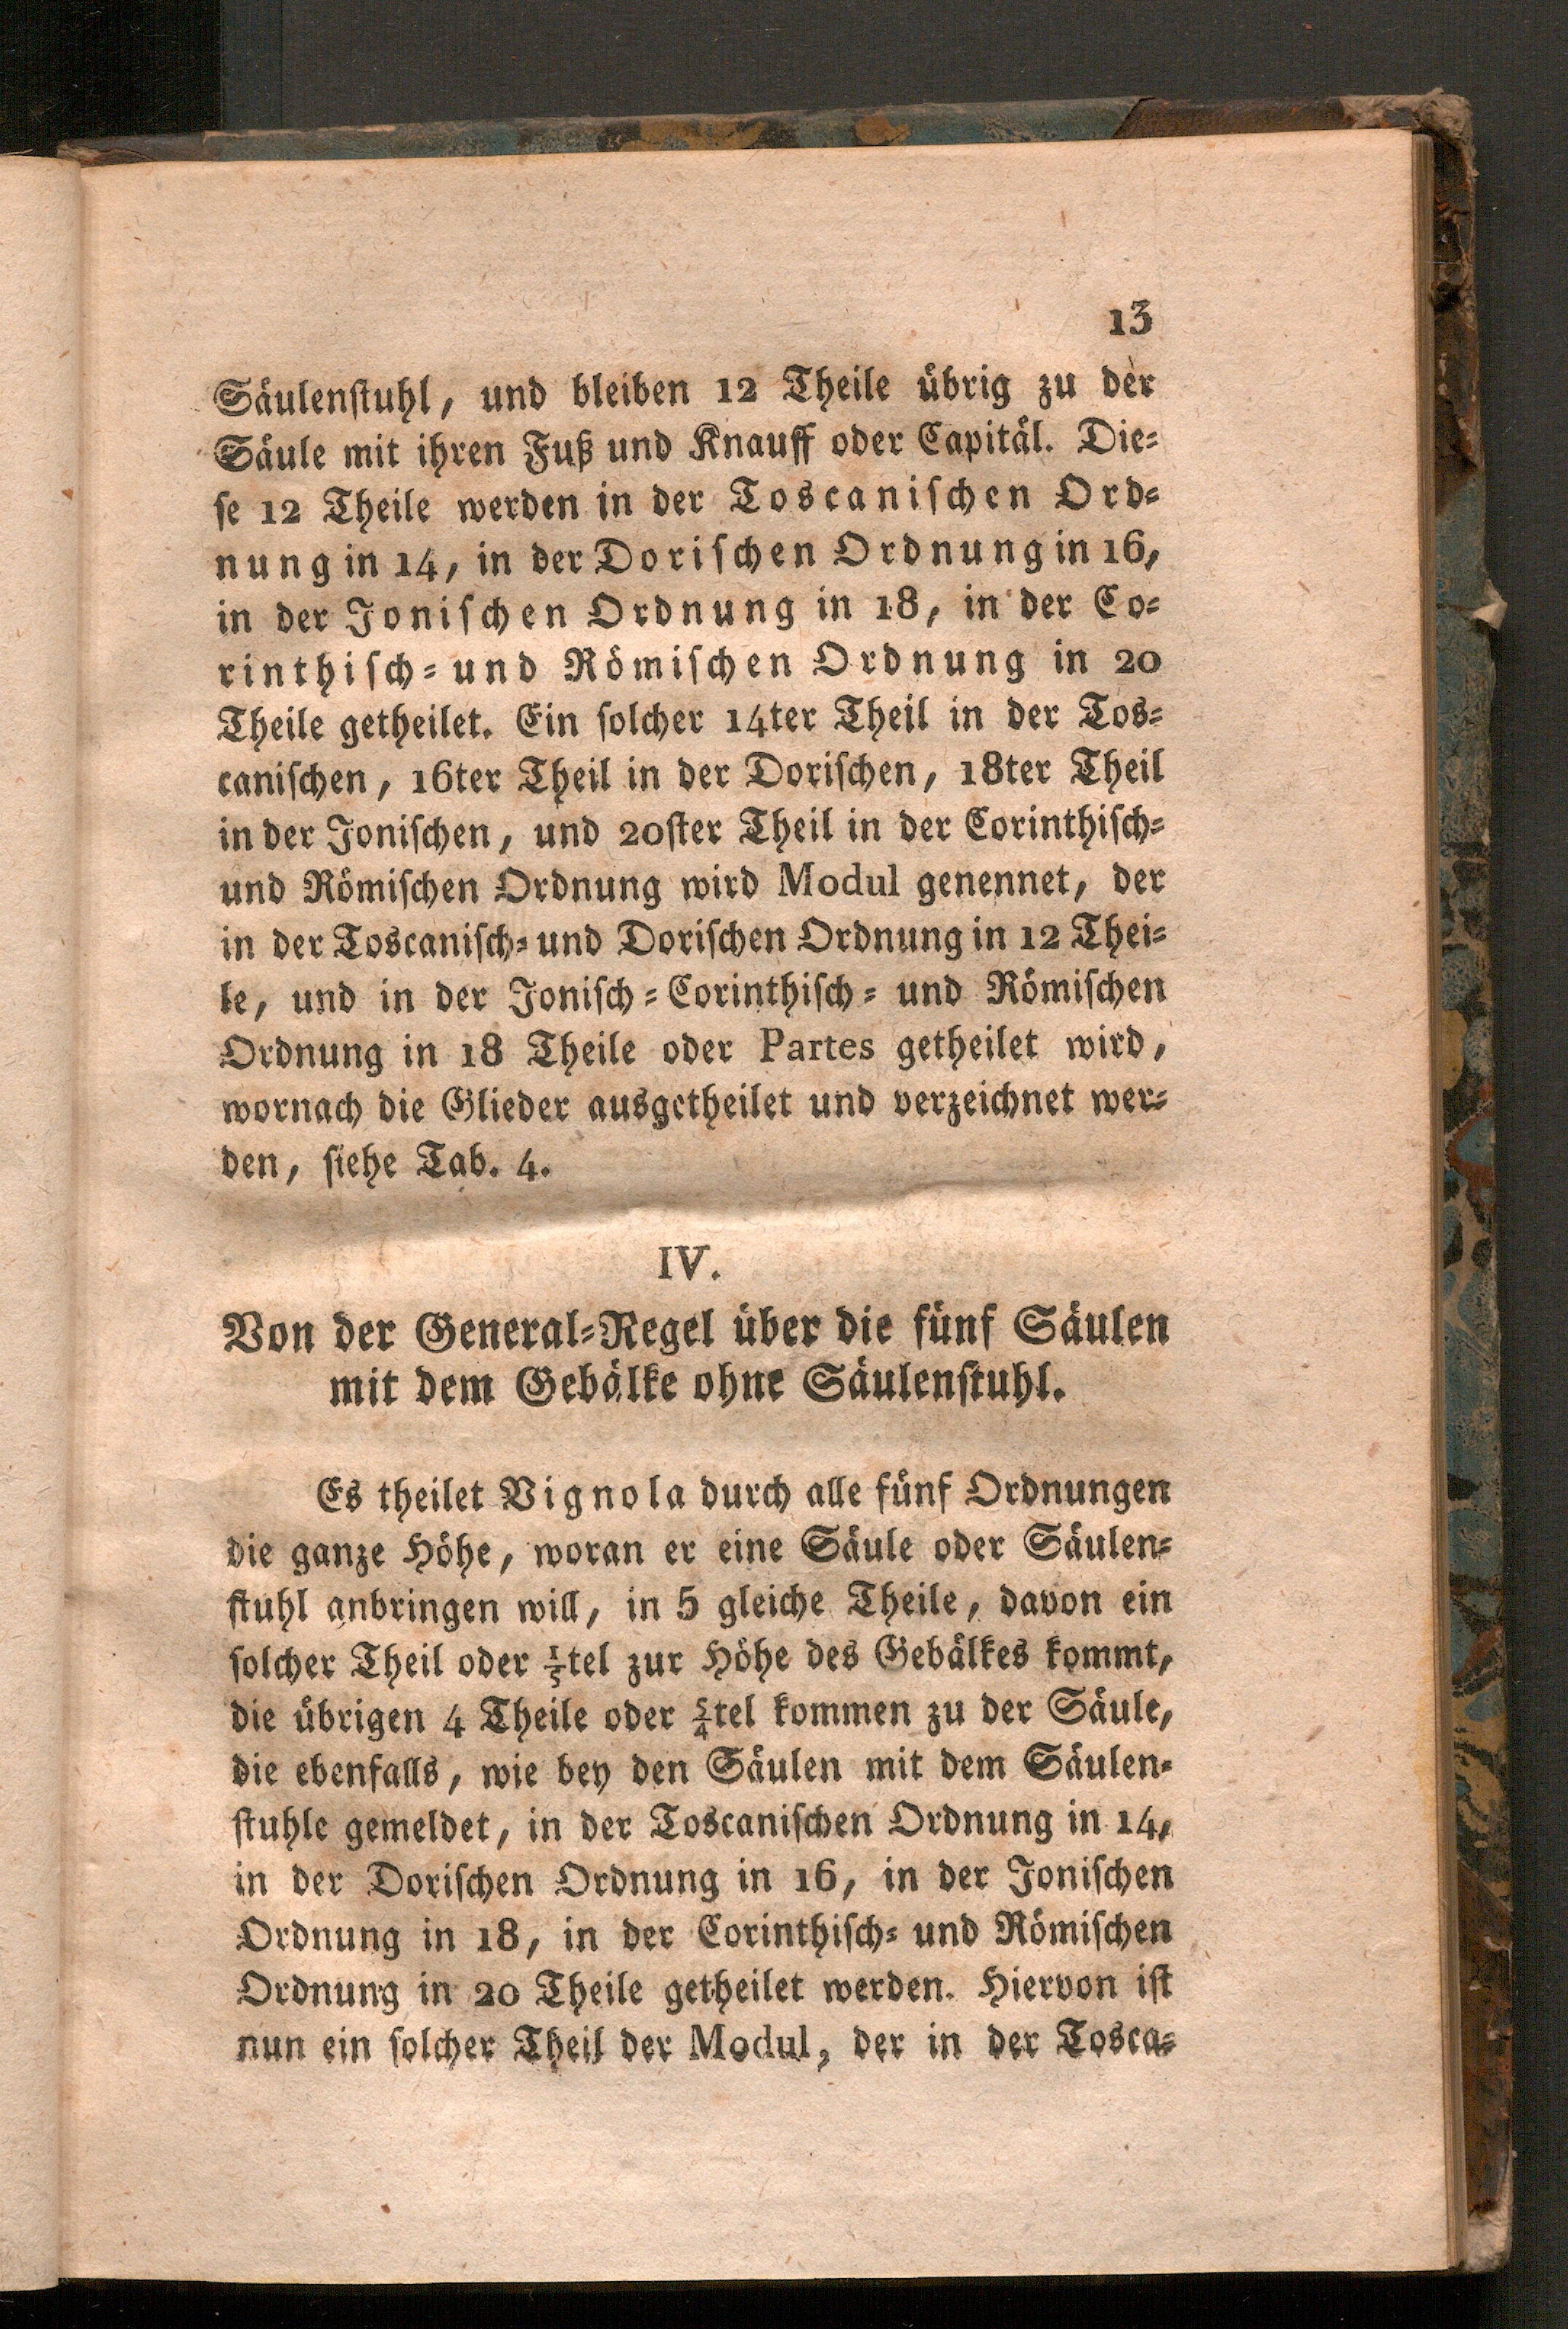 13
Säulenstuhl, und bleiben 12 Theile übrig zu der
Säule mit ihren Fuß und Knauff oder Capitäl. Die-
se 12 Theile werden in der Toscanischen Ord-
nung in 14, in der Dorischen Ordnung in 16,
in der Jonischen Ordnung in 18, in der Co-
rinthisch- und Römischen Ordnung in 20
Theile getheilet. Ein solcher 14ter Theil in der Tos-
canischen, 16ter Theil in der Dorischen, 18ter Theil
in der Jonischen, und 20ster Theil in der Corinthisch-
und Römischen Ordnung wird Modul genennet, der
in der Toscanisch- und Dorischen Ordnung in 12 Thei-
le, und in der Jonisch-Corinthisch- und Römischen
Ordnung in 18 Theile oder Partes getheilet wird,
wornach die Glieder ausgetheilet und verzeichnet wer-
den, siehe Tab. 4.
IV.
Von der General-Regel über die fünf Säulen
mit dem Gebälke ohne Säulenstuhl.
Es theilet Vignola durch alle fünf Ordnungen
die ganze Höhe, woran er eine Säule oder Säulen-
stuhl anbringen will, in 5 gleiche Theile, davon ein
solcher Theil oder 1/5tel zur Höhe des Gebälkes kommt,
die übrigen 4 Theile oder 5/4tel kommen zu der Säule,
die ebenfalls, wie bey den Säulen mit dem Säulen-
stuhle gemeldet, in der Toscanischen Ordnung in 14,
in der Dorischen Ordnung in 16, in der Jonischen
Ordnung in 18, in der Corinthisch- und Römischen
Ordnung in 20 Theile getheilet werden. Hiervon ist
nun ein solcher Theil der Modul, der in der Tosca-